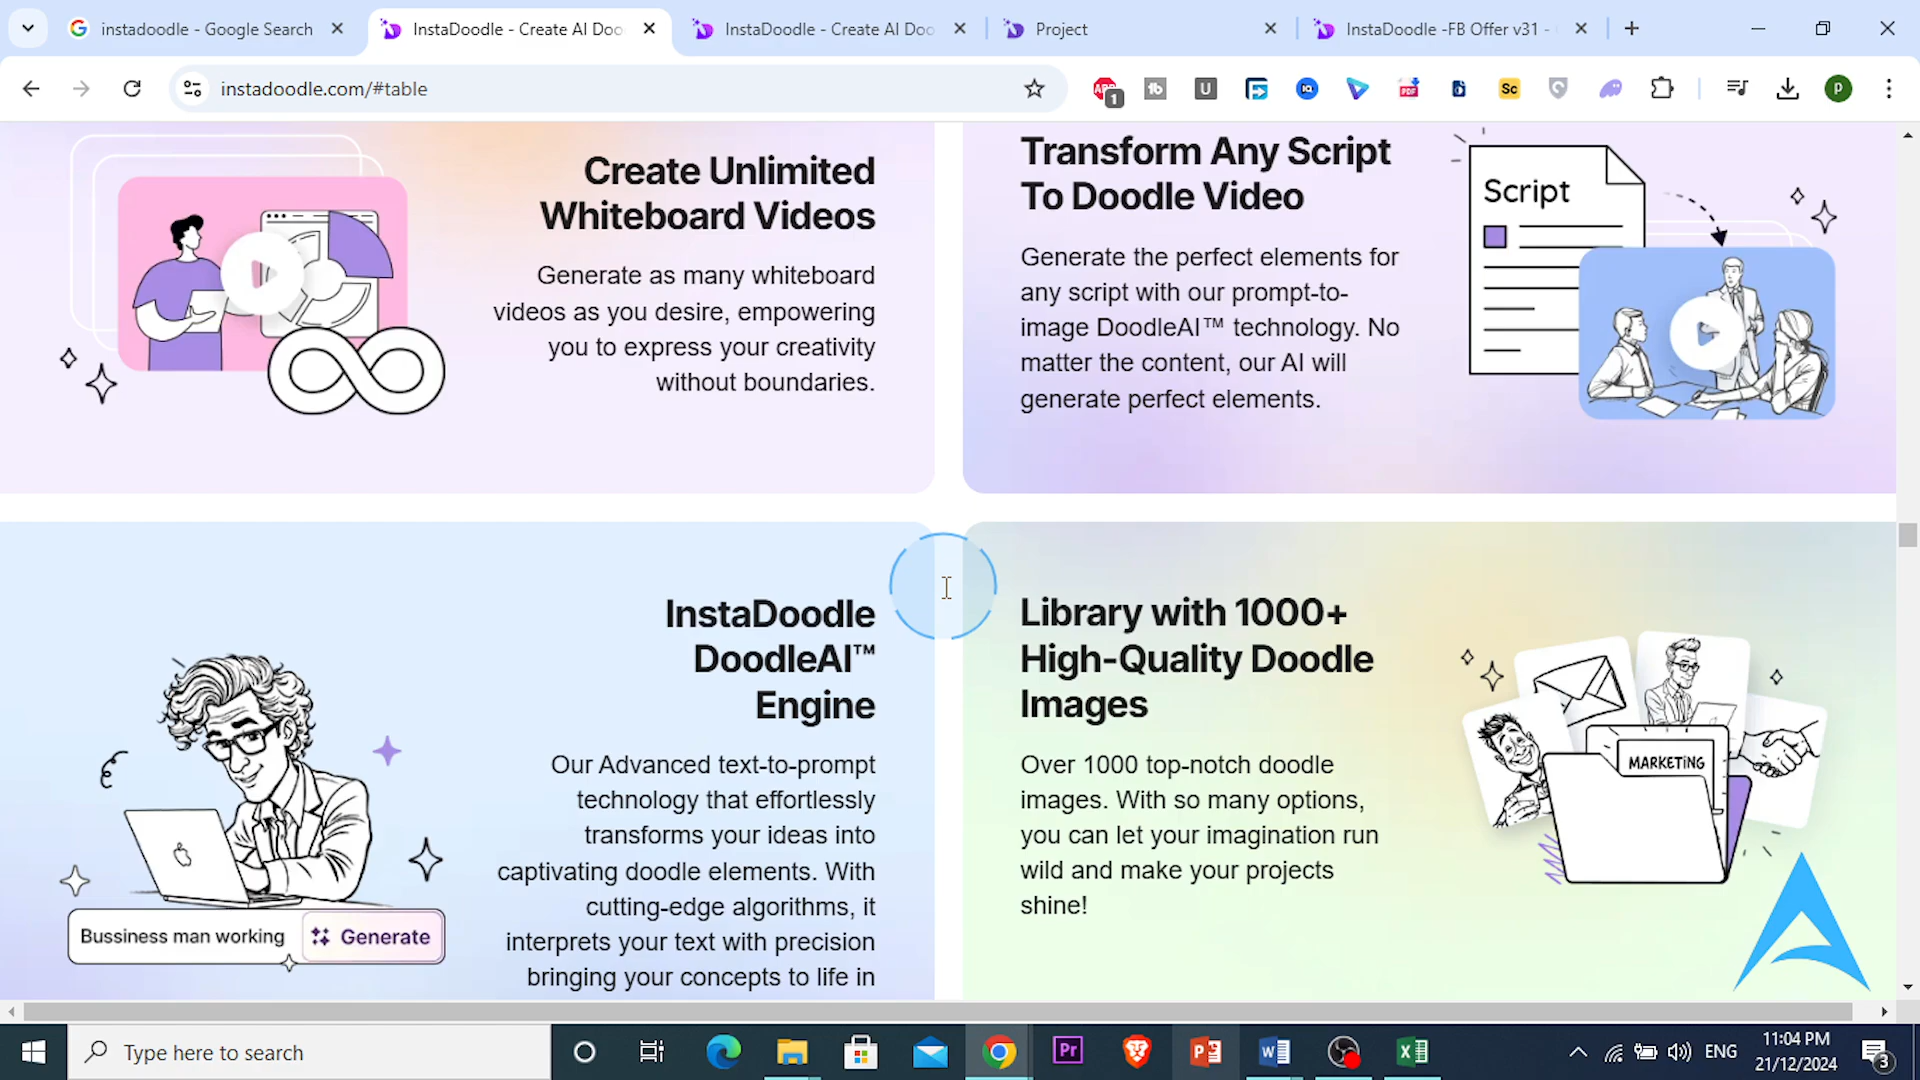 instadoodle - Google Search
InstaDoodle - Create AI Doo
InstaDoodle - Create AI Doo
Project
InstaDoodle -FB Offer v31 -
instadoodle.com/#table
1
tb
U
IQ
PDF
Sc
P
Create Unlimited
Whiteboard Videos
Generate as many whiteboard
videos as you desire, empowering
you to express your creativity
without boundaries.
Transform Any Script
To Doodle Video
Generate the perfect elements for
any script with our prompt-to-
image DoodleAI™ technology. No
matter the content, our AI will
generate perfect elements.
Script
InstaDoodle
DoodleAI™
Engine
Our Advanced text-to-prompt
technology that effortlessly
transforms your ideas into
captivating doodle elements. With
cutting-edge algorithms, it
interprets your text with precision
bringing your concepts to life in
Bussiness man working
Generate
Library with 1000+
High-Quality Doodle
Images
Over 1000 top-notch doodle
images. With so many options,
you can let your imagination run
wild and make your projects
shine!
MARKETING
Type here to search
Pr
ENG
11:04 PM
21/12/2024
3